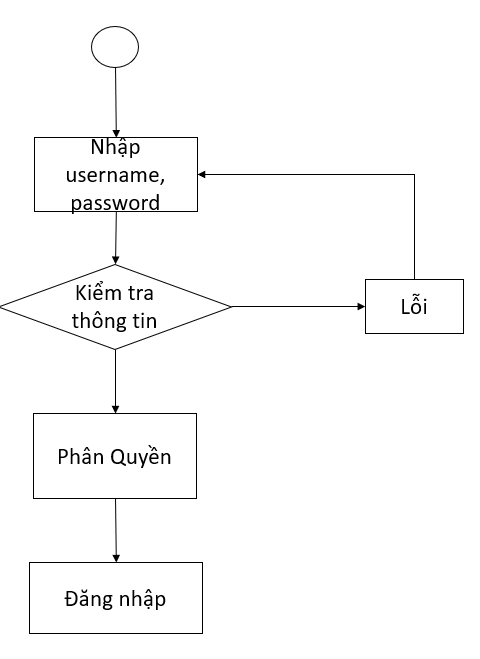 Nhập
username,
password
Kiểm tra
thông tin
Lỗi
Phân Quyền
Đăng nhập